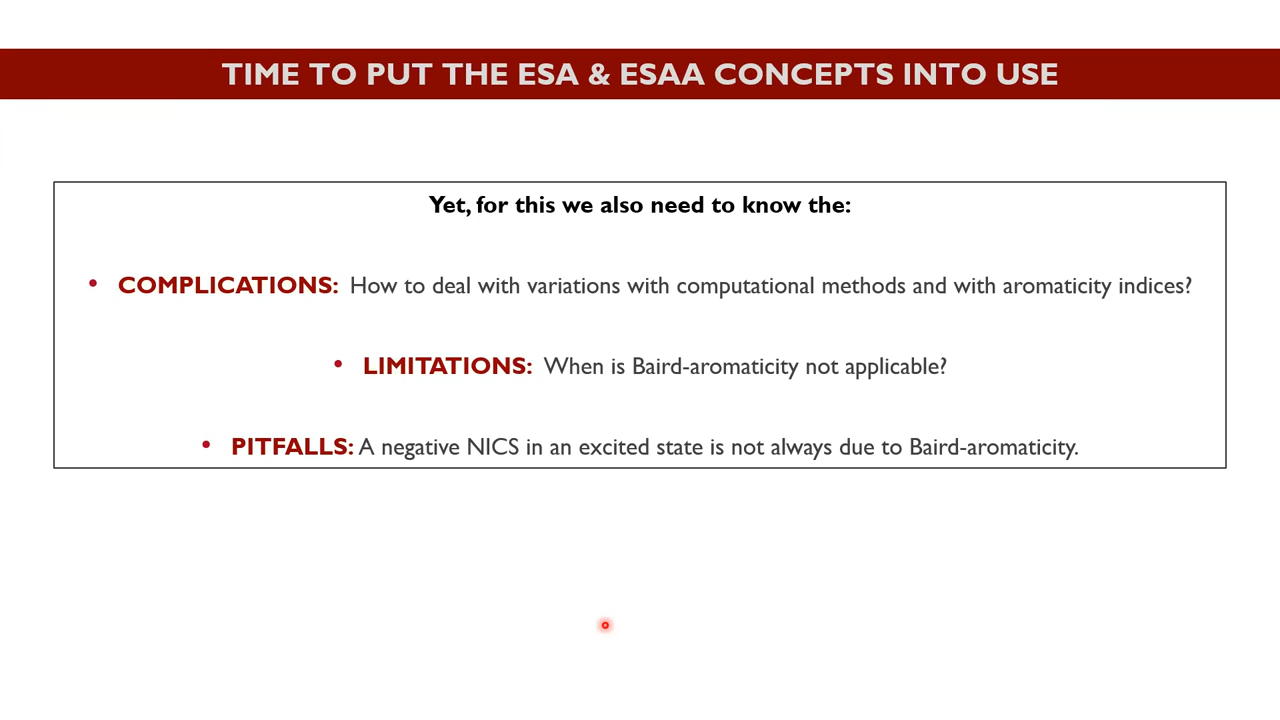 TIME TO PUT THE ESA & ESAA CONCEPTS INTO USE
Yet, for this we also need to know the:
• COMPLICATIONS: How to deal with variations with computational methods and with aromaticity indices?
• LIMITATIONS: When is Baird-aromaticity not applicable?
• PITFALLS: A negative NICS in an excited state is not always due to Baird-aromaticity.